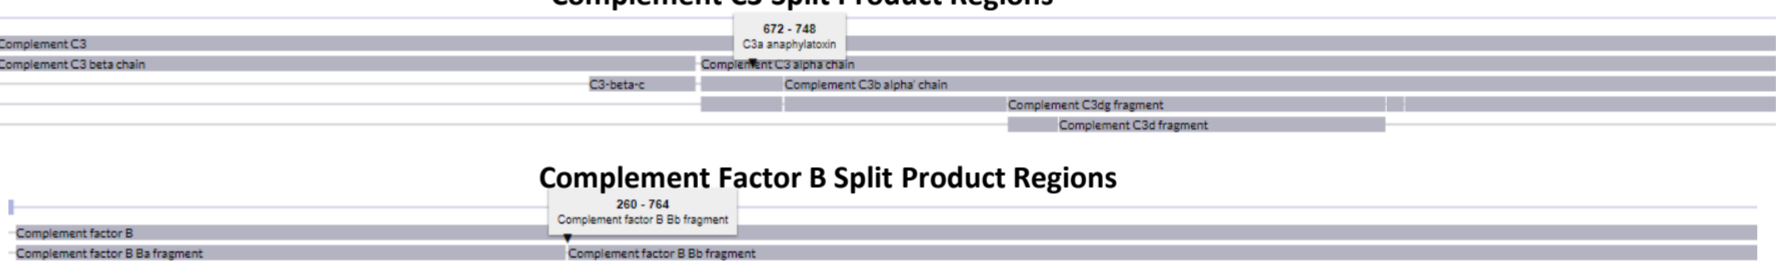 Complement C3 Split Product Regions
672 - 748
C3a anaphylatoxin
Complement C3
Complement C3 beta chain
Complement C3 alpha chain
C3-beta-c
Complement C3b alpha' chain
Complement C3dg fragment
Complement C3d fragment
Complement Factor B Split Product Regions
260 - 764
Complement factor B Bb fragment
Complement factor B
Complement factor B Ba fragment
Complement factor B Bb fragment